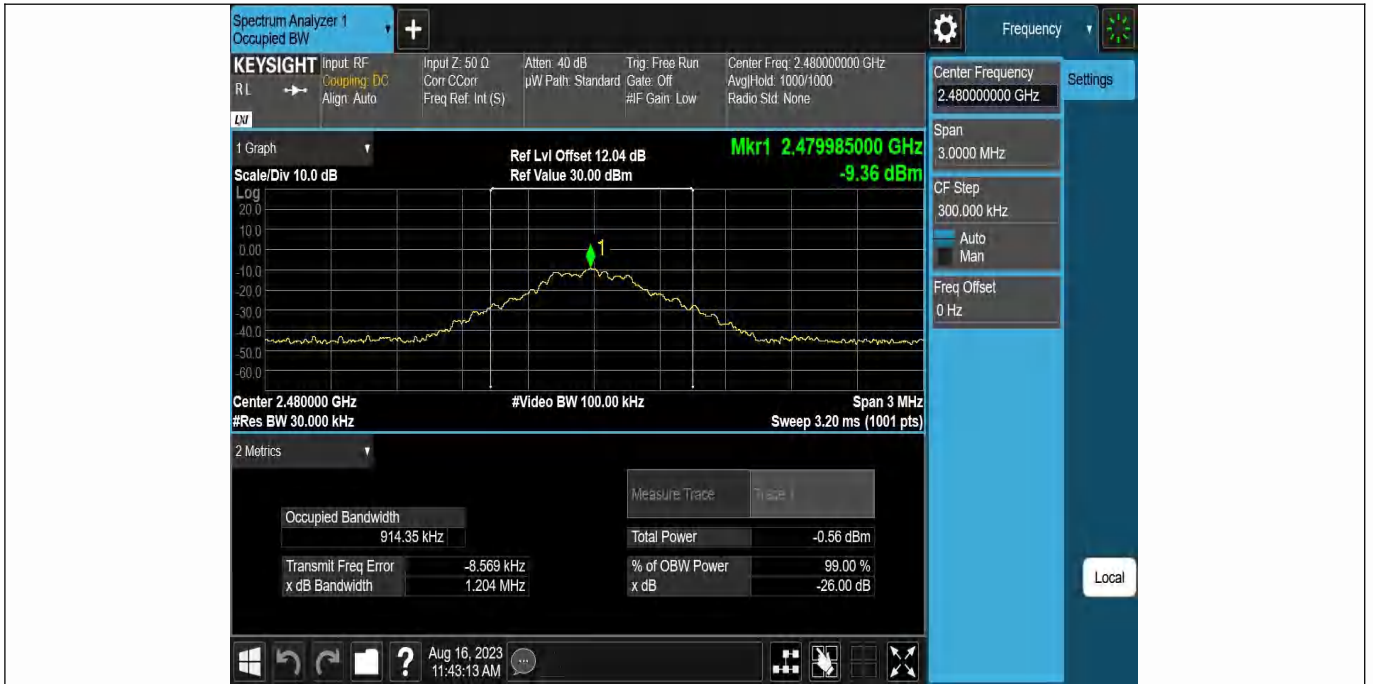 Spectrum Analyzer 1
Occupied BW
+
Frequency
KEYSIGHT
R L
LXI
Input: RF
Coupling: DC
Align: Auto
Input Z: 50 Ω
Corr CCorr
Freq Ref: Int (S)
Atten: 40 dB
µW Path: Standard
Trig: Free Run
Gate: Off
#IF Gain: Low
Center Freq: 2.480000000 GHz
Avg|Hold: 1000/1000
Radio Std: None
Center Frequency
2.480000000 GHz
Settings
Span
3.0000 MHz
CF Step
300.000 kHz
Auto
Man
Freq Offset
0 Hz
Local
1 Graph
Scale/Div 10.0 dB
Ref Lvl Offset 12.04 dB
Ref Value 30.00 dBm
Mkr1 2.479985000 GHz
-9.36 dBm
Log
20.0
10.0
0.00
-10.0
-20.0
-30.0
-40.0
-50.0
-60.0
1
Center 2.480000 GHz
#Video BW 100.00 kHz
Span 3 MHz
#Res BW 30.000 kHz
Sweep 3.20 ms (1001 pts)
2 Metrics
Measure Trace
Trace 1
Occupied Bandwidth
914.35 kHz
Total Power
-0.56 dBm
Transmit Freq Error
-8.569 kHz
% of OBW Power
99.00 %
x dB Bandwidth
1.204 MHz
x dB
-26.00 dB
?
Aug 16, 2023
11:43:13 AM